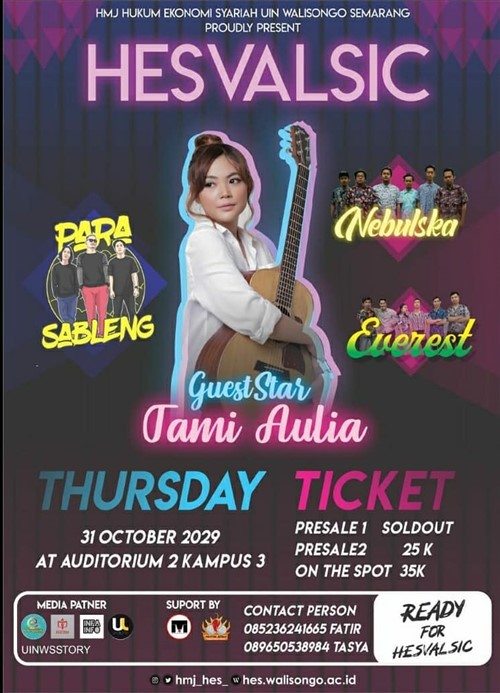 HMJ HUKUM EKONOMI SYARIAH UIN WALISONGO SEMARANG
PROUDLY PRESENT
HESVALSIC
PARA
SABLENG
Nebulska
Everest
Guest Star
Tami Aulia
THURSDAY
31 OCTOBER 2029
AT AUDITORIUM 2 KAMPUS 3
TICKET
PRESALE 1 SOLDOUT
PRESALE2 25 K
ON THE SPOT 35K
MEDIA PATNER
UINWSSTORY
SUPORT BY
CONTACT PERSON
085236241665 FATIR
089650538984 TASYA
READY
FOR
HESVALSIC
hmj_hes_ hes.walisongo.ac.id